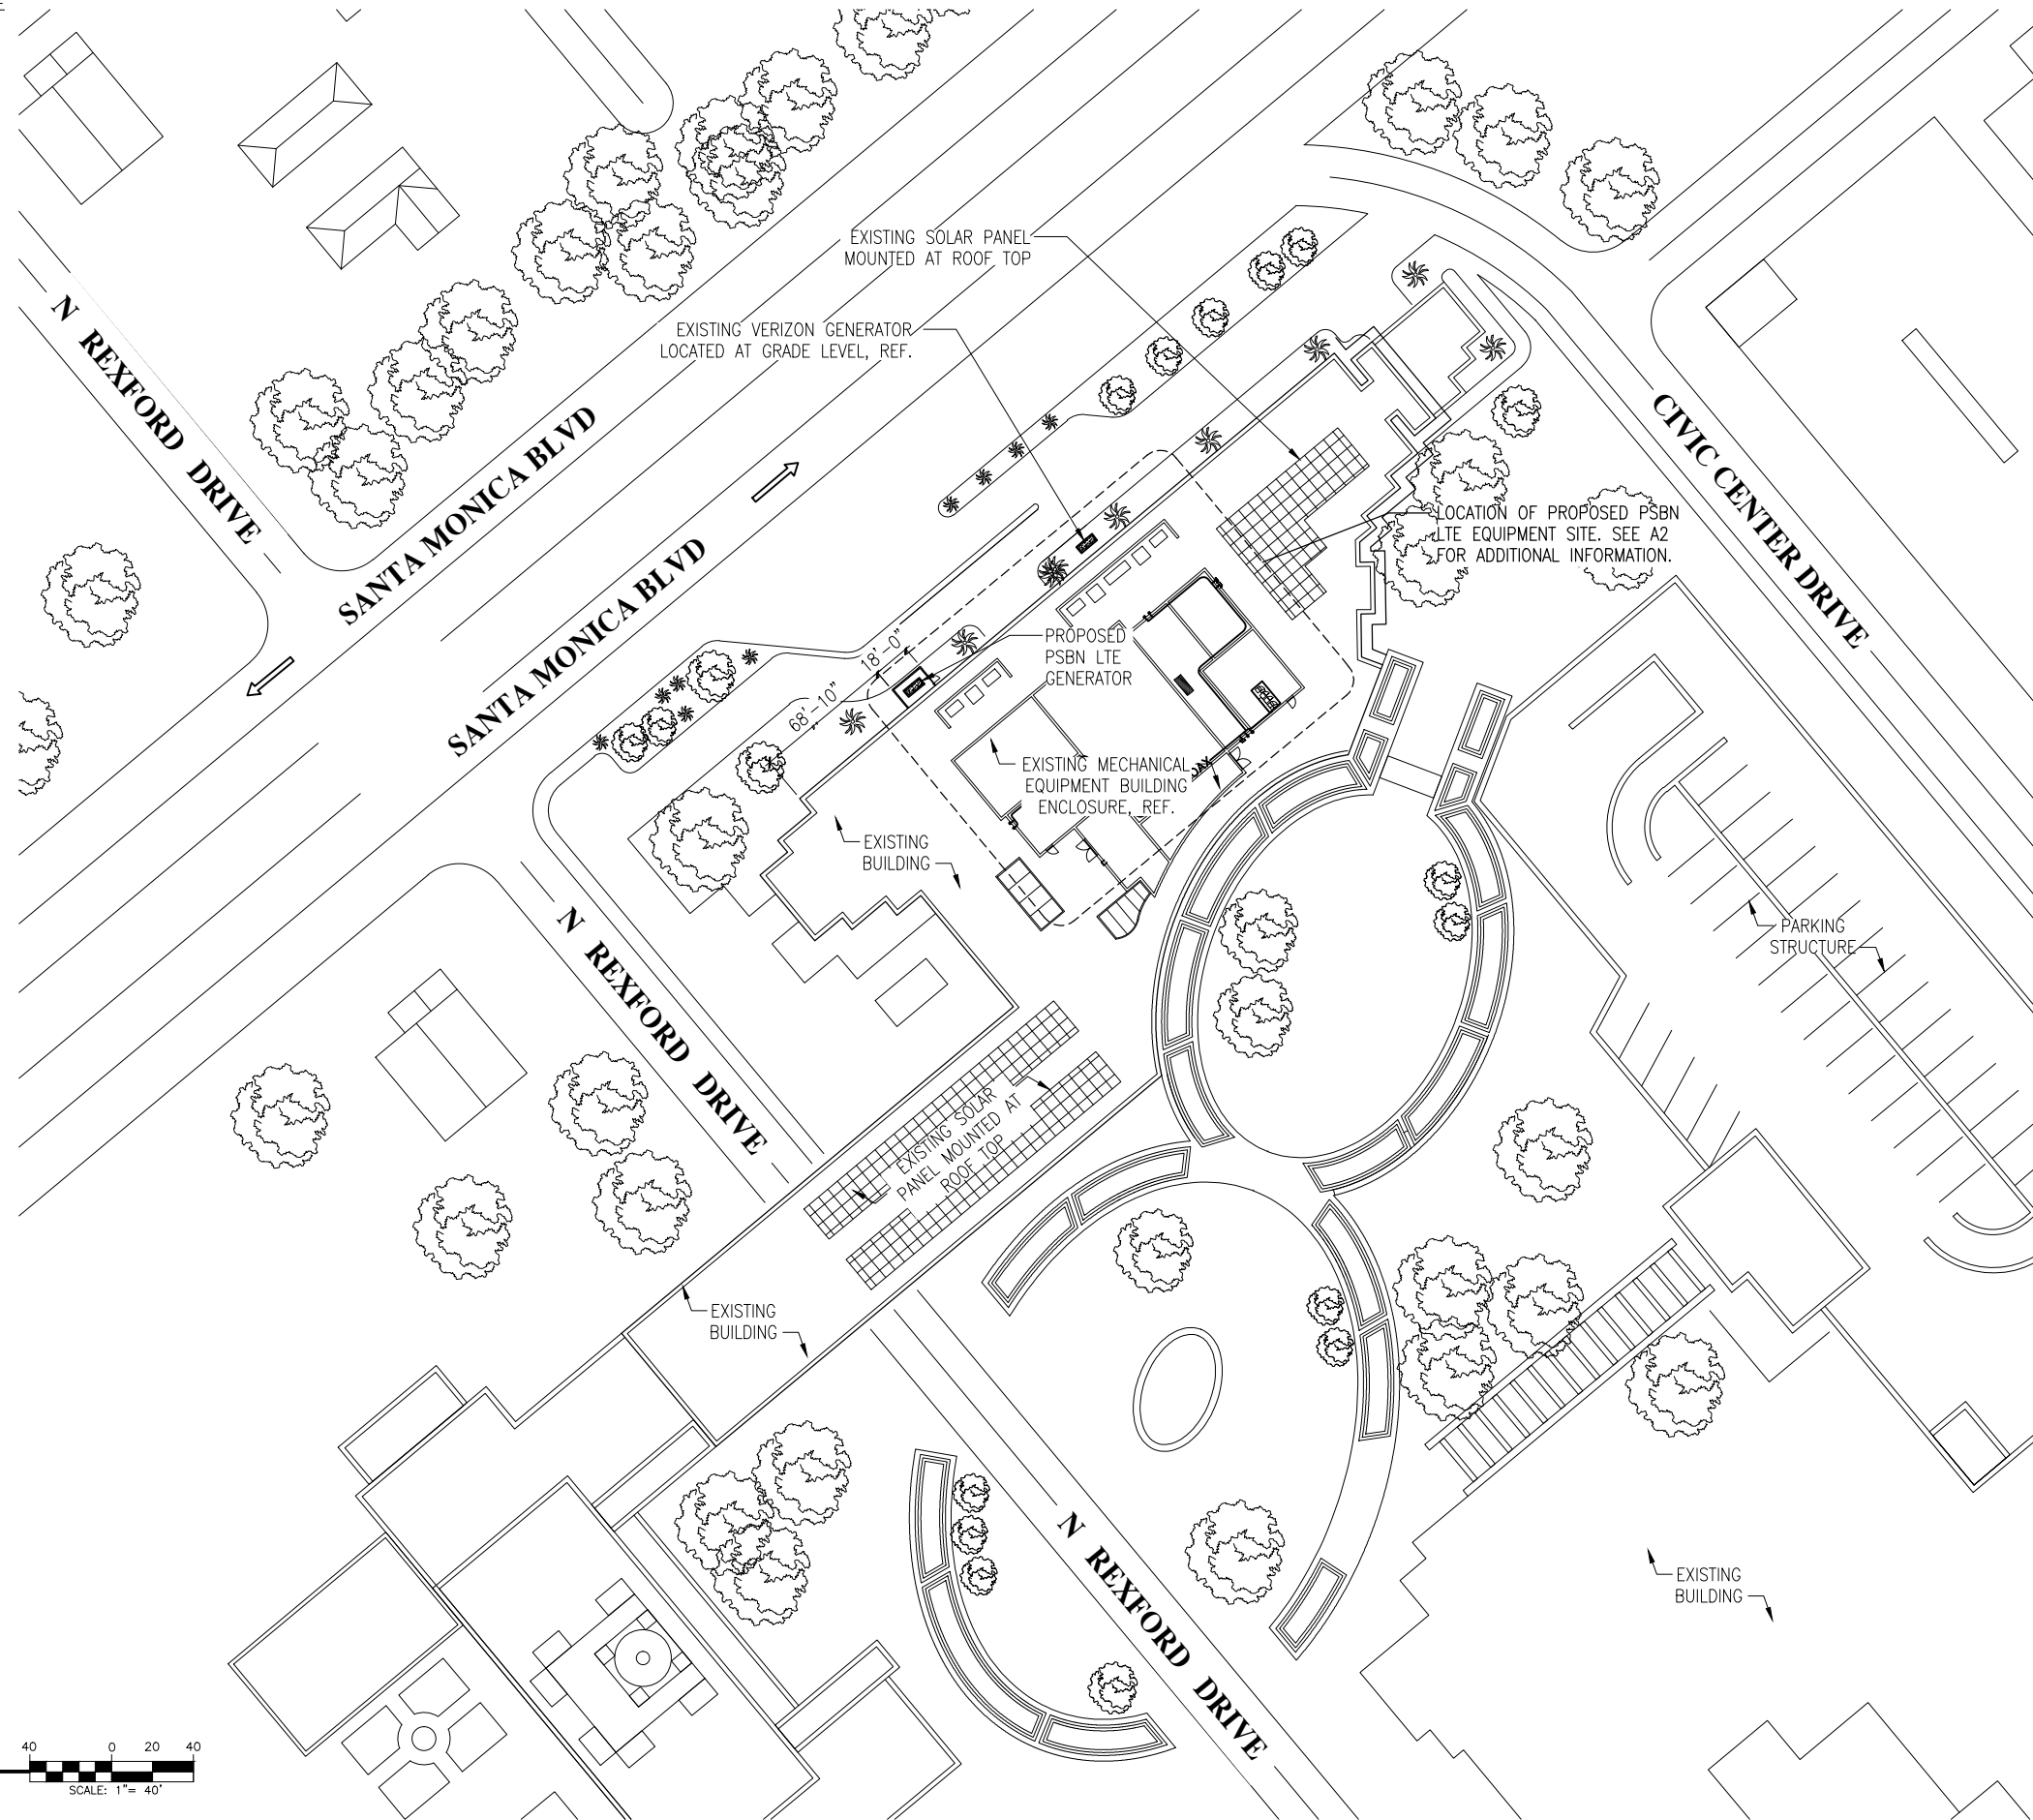 EXISTING SOLAR PANEL
MOUNTED AT ROOF TOP
EXISTING VERIZON GENERATOR
LOCATED AT GRADE LEVEL, REF.
N REXFORD DRIVE
SANTA MONICA BLVD
SANTA MONICA BLVD
CIVIC CENTER DRIVE
LOCATION OF PROPOSED PSBN
LTE EQUIPMENT SITE. SEE A2
FOR ADDITIONAL INFORMATION.
18'-0"
68'-10"
PROPOSED
PSBN LTE
GENERATOR
EXISTING MECHANICAL
EQUIPMENT BUILDING
ENCLOSURE, REF.
EXISTING
BUILDING
PARKING
STRUCTURE
N REXFORD DRIVE
EXISTING SOLAR
PANEL MOUNTED AT
ROOF TOP
EXISTING
BUILDING
N REXFORD DRIVE
EXISTING
BUILDING
40 0 20 40
SCALE: 1"= 40'